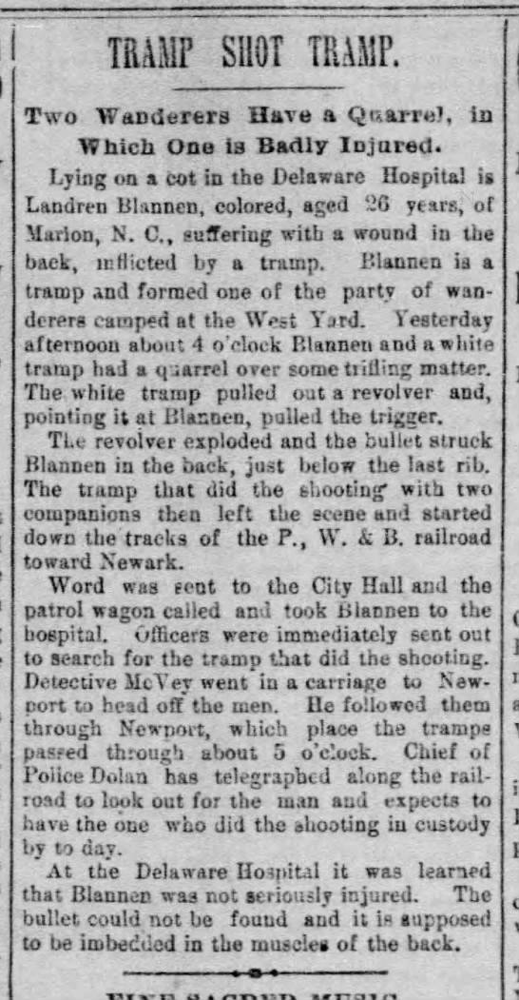 TRAMP SHOT TRAMP.
Two Wanderers Have a Quarrel, in
Which One is Badly Injured.
Lying on a cot in the Delaware Hospital is
Landren Blannen, colored, aged 26 years, of
Marion, N. C., suffering with a wound in the
back, inflicted by a tramp. Blannen is a
tramp and formed one of the party of wan-
derers camped at the West Yard. Yesterday
afternoon about 4 o'clock Blannen and a white
tramp had a quarrel over some trifling matter.
The white tramp pulled out a revolver and,
pointing it at Blannen, pulled the trigger.
The revolver exploded and the bullet struck
Blannen in the back, just below the last rib.
The tramp that did the shooting with two
companions then left the scene and started
down the tracks of the P., W. & B. railroad
toward Newark.
Word was sent to the City Hall and the
patrol wagon called and took Blannen to the
hospital. Officers were immediately sent out
to search for the tramp that did the shooting.
Detective McVey went in a carriage to New-
port to head off the men. He followed them
through Newport, which place the tramps
passed through about 5 o'clock. Chief of
Police Dolan has telegraphed along the rail-
road to look out for the man and expects to
have the one who did the shooting in custody
by to day.
At the Delaware Hospital it was learned
that Blannen was not seriously injured. The
bullet could not be found and it is supposed
to be imbedded in the muscles of the back.
FINE SACRED MUSIC